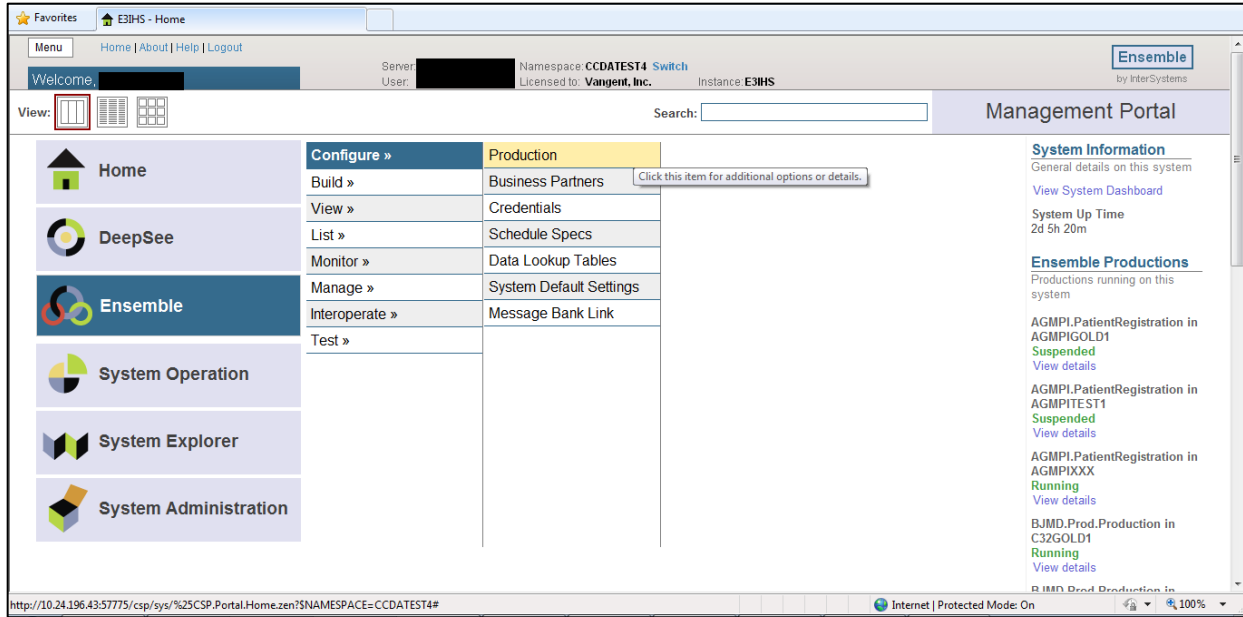 Favorites
E3IHS - Home
Menu
Home | About | Help | Logout
Server:
Namespace: CCDATEST4 Switch
Welcome,
User:
Licensed to: Vangent, Inc.
Instance: E3IHS
Ensemble
by InterSystems
View:
Search:
Management Portal
Home
DeepSee
Ensemble
System Operation
System Explorer
System Administration
Configure »
Build »
View »
List »
Monitor »
Manage »
Interoperate »
Test »
Production
Click this item for additional options or details.
Business Partners
Credentials
Schedule Specs
Data Lookup Tables
System Default Settings
Message Bank Link
System Information
General details on this system
View System Dashboard
System Up Time
2d 5h 20m
Ensemble Productions
Productions running on this
system
AGMPI.PatientRegistration in
AGMPIGOLD1
Suspended
View details
AGMPI.PatientRegistration in
AGMPITEST1
Suspended
View details
AGMPI.PatientRegistration in
AGMPIXXX
Running
View details
BJMD.Prod.Production in
C32GOLD1
Running
View details
BJMD.Prod.Production in
http://10.24.196.43:57775/csp/sys/%25CSP.Portal.Home.zen?$NAMESPACE=CCDATEST4#
Internet | Protected Mode: On
100%